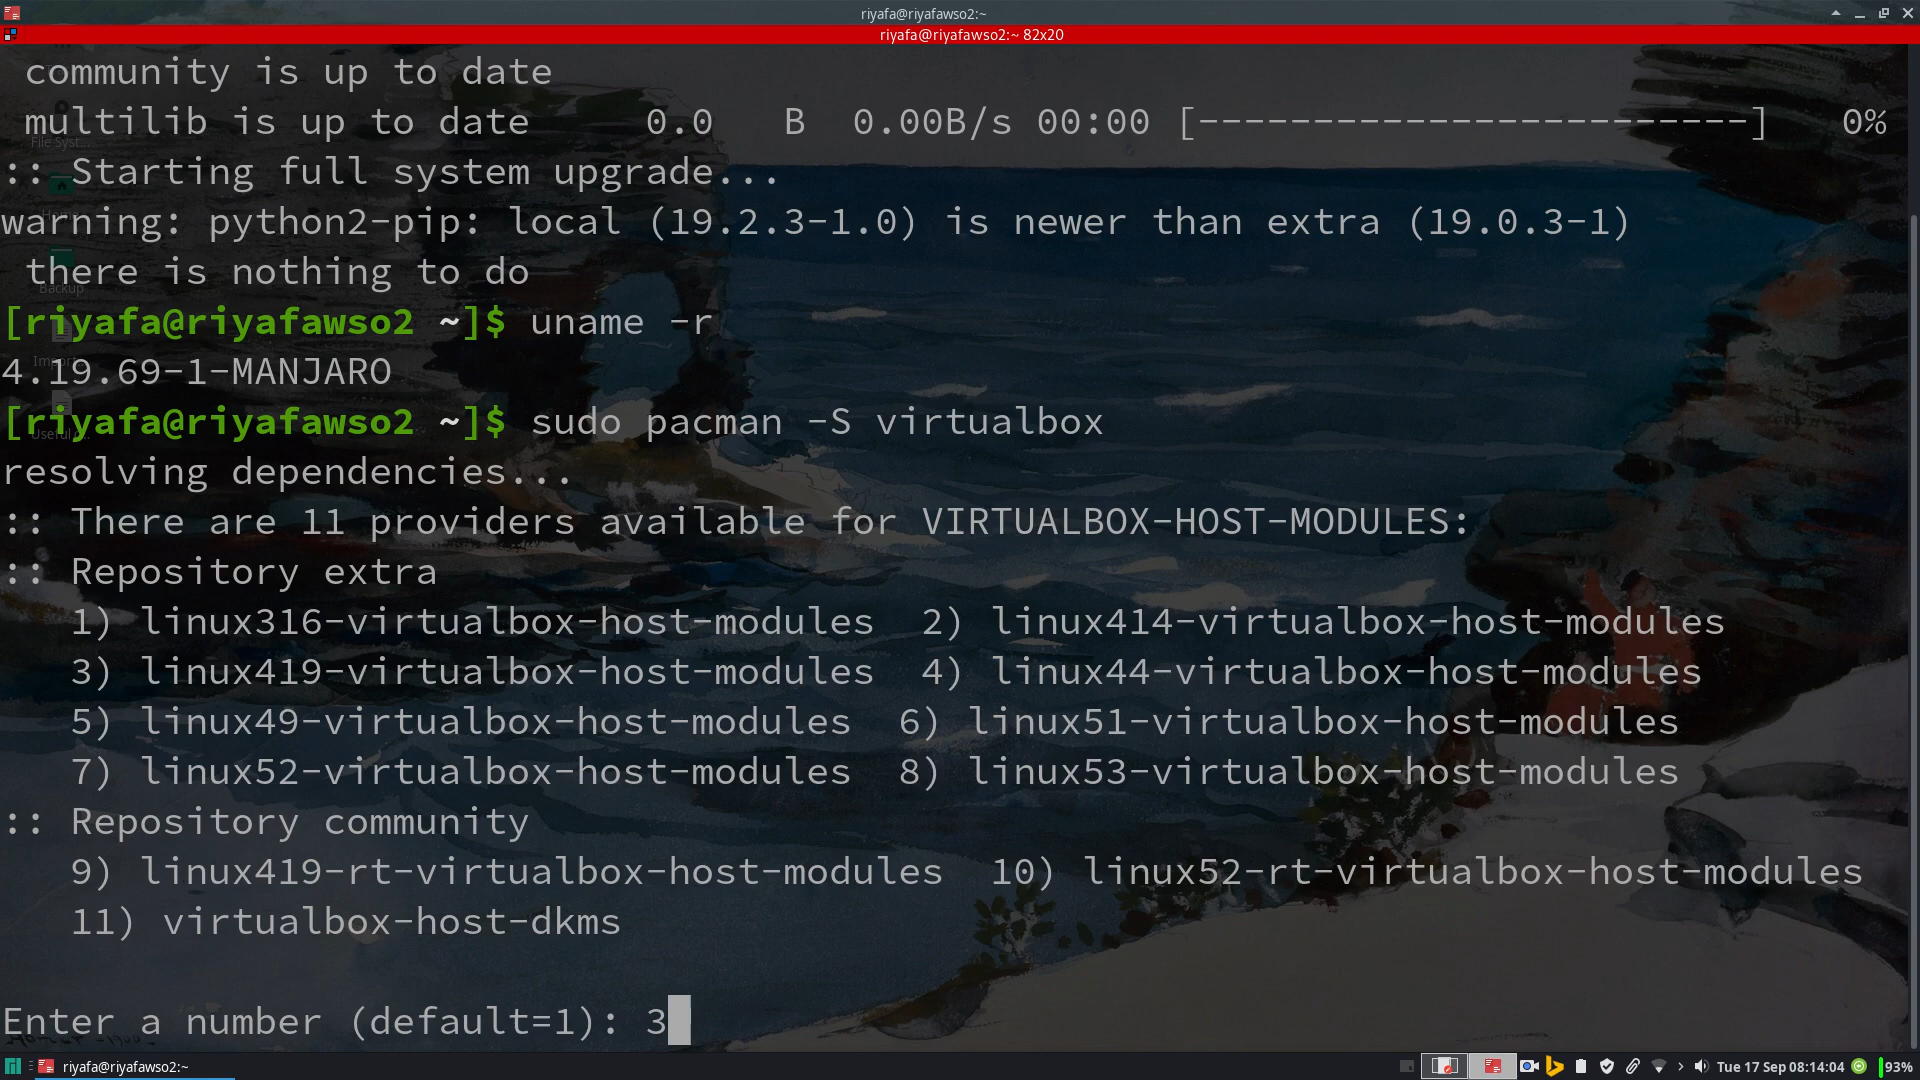 riyafa@riyafawso2:~
riyafa@riyafawso2:~ 82x20
community is up to date
multilib is up to date     0.0   B  0.00B/s 00:00 [------------------------]   0%
:: Starting full system upgrade...
warning: python2-pip: local (19.2.3-1.0) is newer than extra (19.0.3-1)
there is nothing to do
[riyafa@riyafawso2 ~]$ uname -r
4.19.69-1-MANJARO
[riyafa@riyafawso2 ~]$ sudo pacman -S virtualbox
resolving dependencies...
:: There are 11 providers available for VIRTUALBOX-HOST-MODULES:
:: Repository extra
1) linux316-virtualbox-host-modules  2) linux414-virtualbox-host-modules
3) linux419-virtualbox-host-modules  4) linux44-virtualbox-host-modules
5) linux49-virtualbox-host-modules  6) linux51-virtualbox-host-modules
7) linux52-virtualbox-host-modules  8) linux53-virtualbox-host-modules
:: Repository community
9) linux419-rt-virtualbox-host-modules  10) linux52-rt-virtualbox-host-modules
11) virtualbox-host-dkms
Enter a number (default=1): 3
File Syst...
Backup
riyafa@riyafawso2:~
Tue 17 Sep 08:14:04
93%